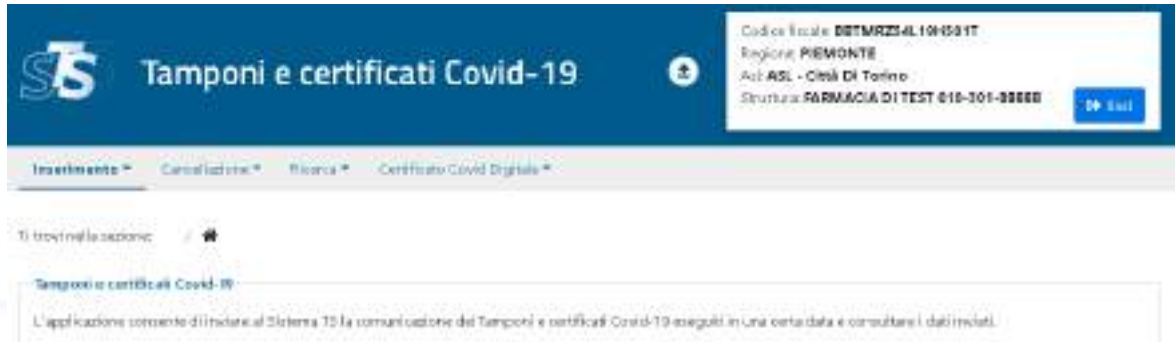 TS
Tamponi e certificati Covid-19
Codice fiscale:
Regione: PIEMONTE
Asl: ASL - Città Di Torino
Struttura: FARMACIA DI TEST 010-301-88888
Esci
Inserimento
Cancellazione
Ricerca
Certificato Covid Digitale
Ti trovi nella sezione: /
Tamponi e certificati Covid-19
L'applicazione consente di inviare al Sistema TS la comunicazione dei Tamponi e certificati Covid-19 eseguiti in una certa data e consultare i dati inviati.